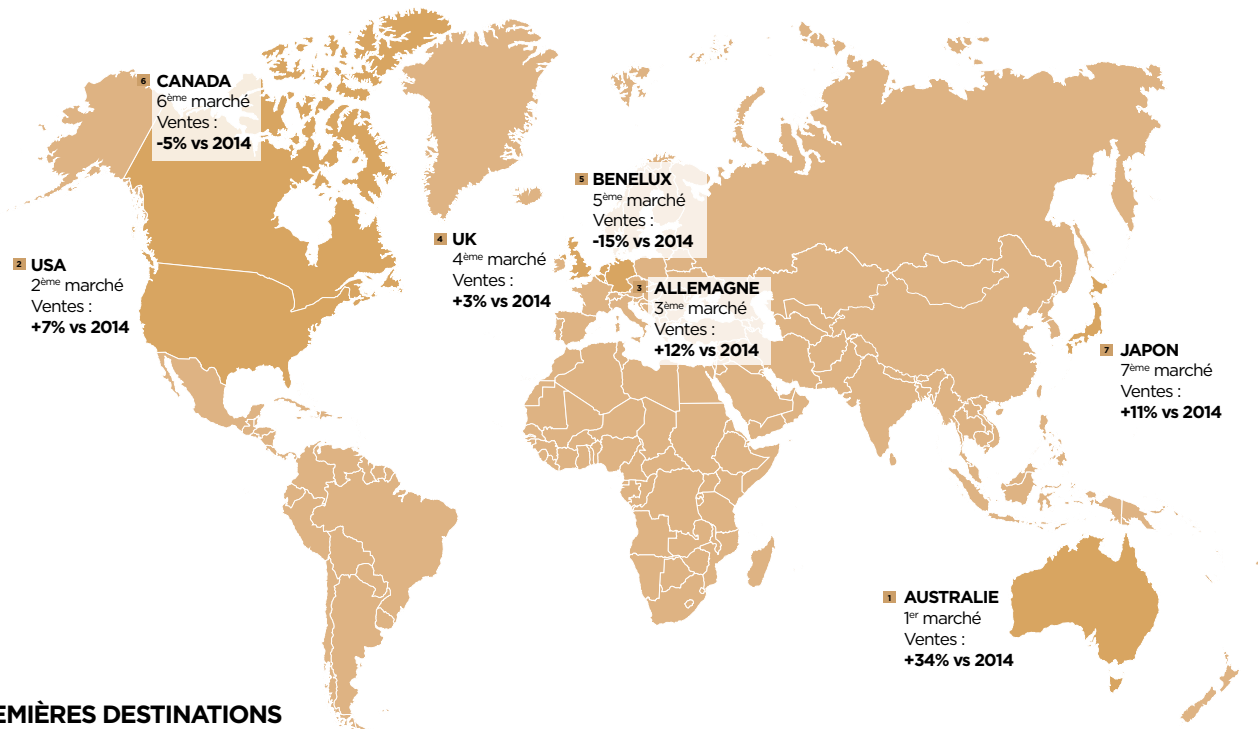 6 CANADA
6ème marché
Ventes :
-5% vs 2014
5 BENELUX
5ème marché
Ventes :
-15% vs 2014
4 UK
4ème marché
Ventes :
+3% vs 2014
2 USA
2ème marché
Ventes :
+7% vs 2014
3 ALLEMAGNE
3ème marché
Ventes :
+12% vs 2014
7 JAPON
7ème marché
Ventes :
+11% vs 2014
1 AUSTRALIE
1er marché
Ventes :
+34% vs 2014
EMIÈRES DESTINATIONS